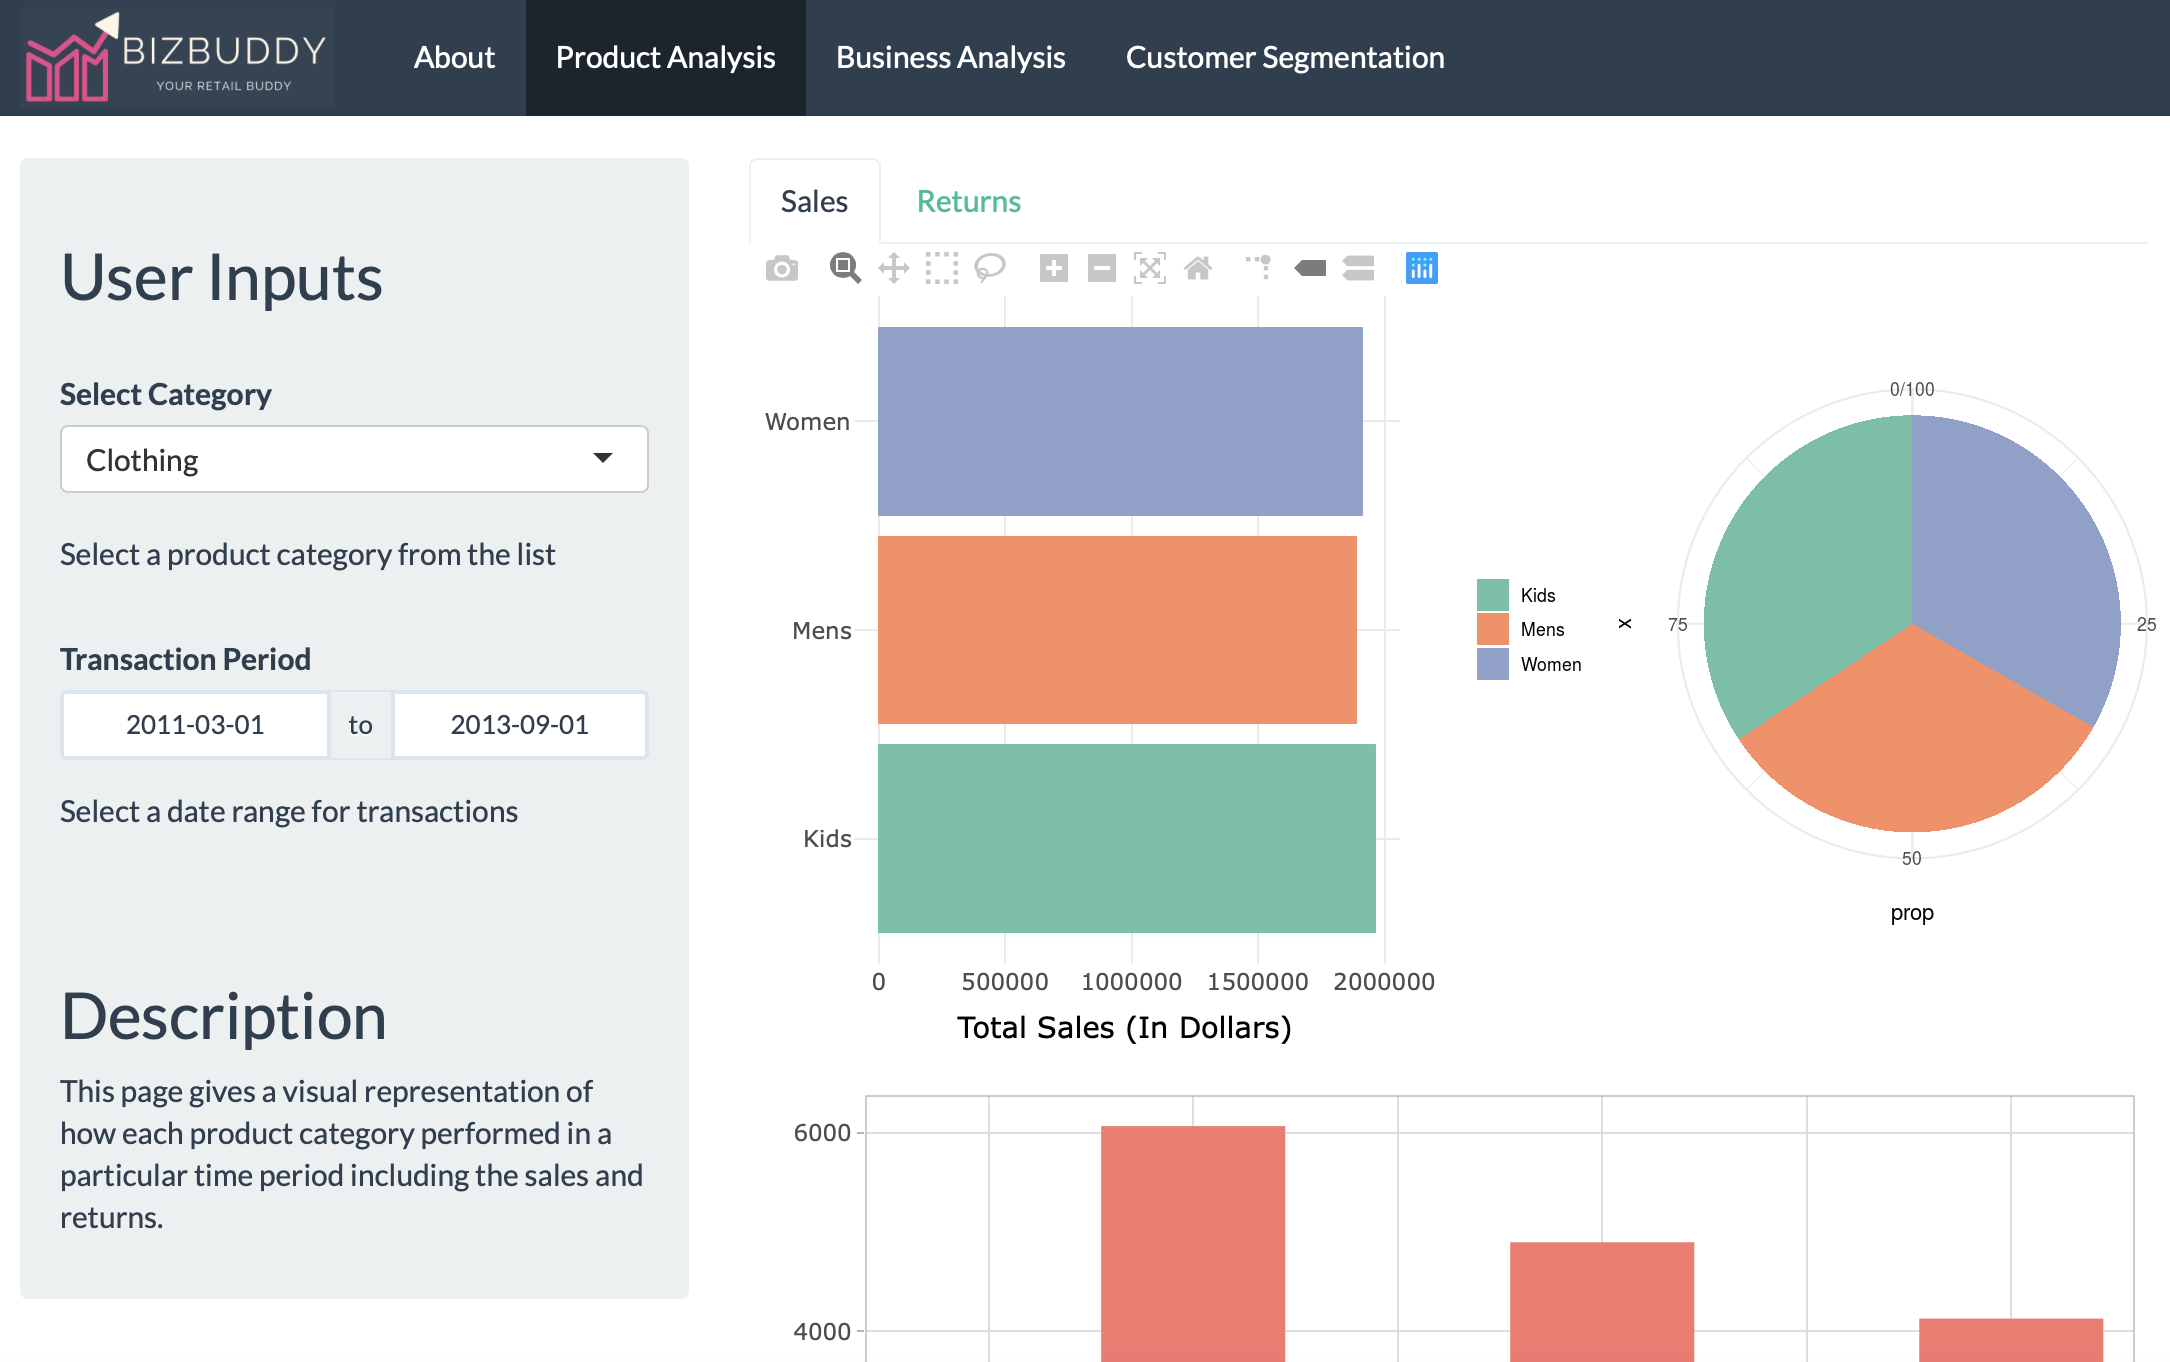 BIZBUDDY
YOUR RETAIL BUDDY
About
Product Analysis
Business Analysis
Customer Segmentation
User Inputs
Select Category
Clothing
Select a product category from the list
Transaction Period
2011-03-01 to 2013-09-01
Select a date range for transactions
Description
This page gives a visual representation of
how each product category performed in a
particular time period including the sales and
returns.
Sales
Returns
Women
Mens
Kids
0 500000 1000000 1500000 2000000
Total Sales (In Dollars)
Kids
Mens
Women
x
0/100
75
25
50
prop
6000
4000